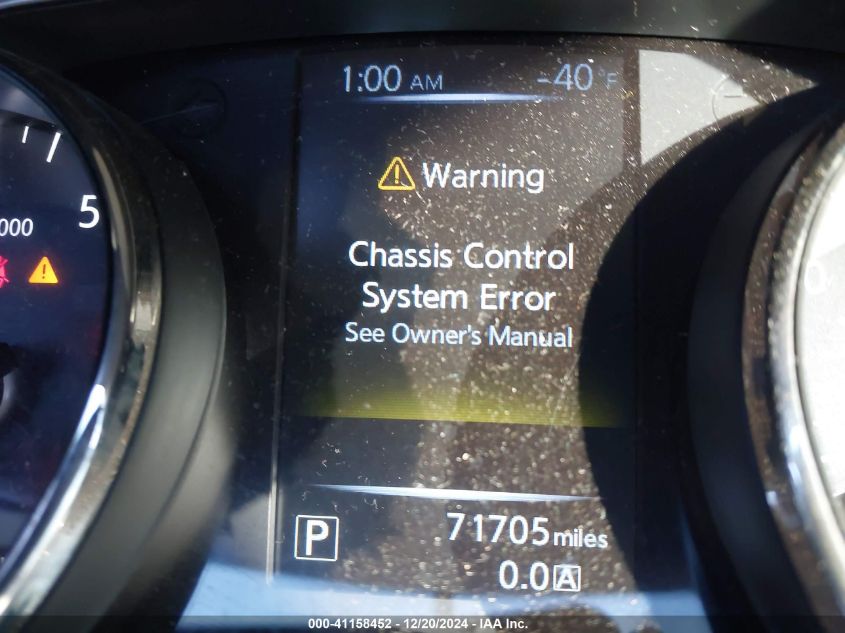 1:00 AM -40 °F
Warning
5
000
Chassis Control
System Error
See Owner's Manual
0
P 71705 miles
0.0 A
000-41158452 - 12/20/2024 - IAA Inc.